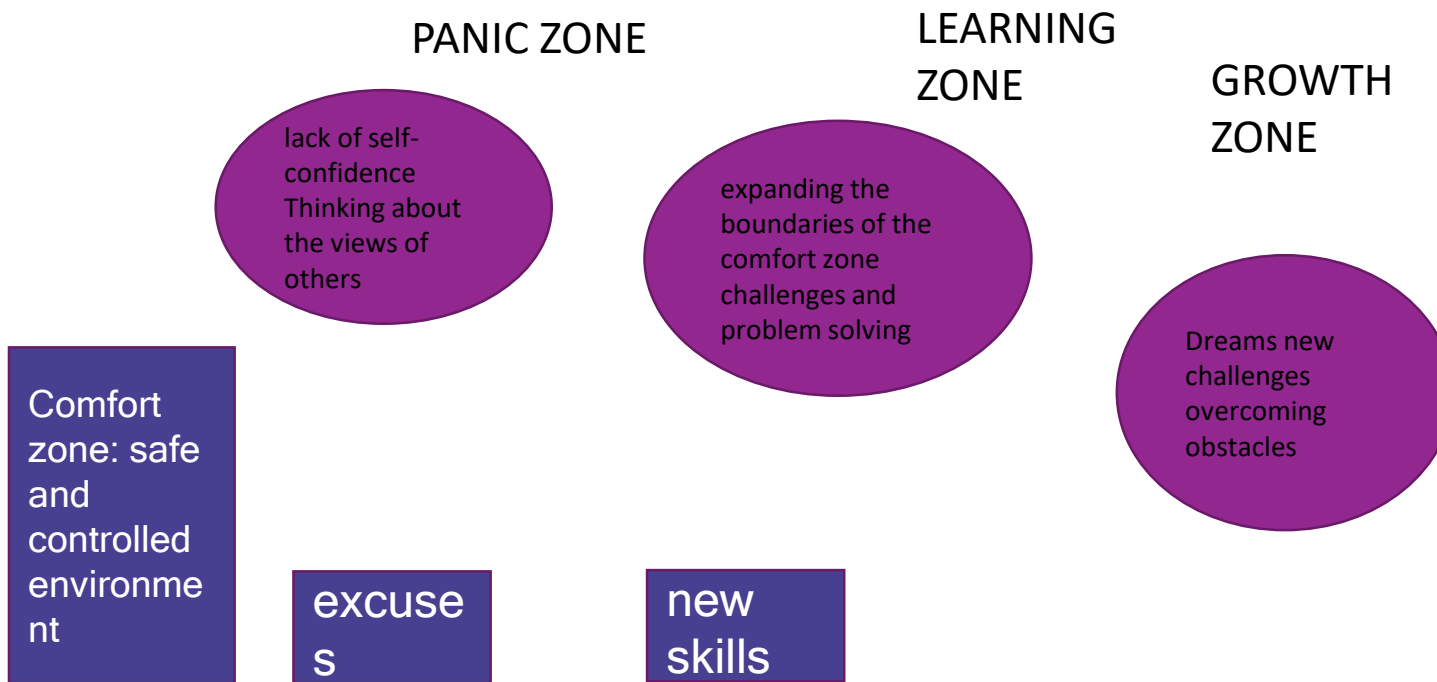 PANIC ZONE
lack of self-
confidence
Thinking about
the views of
others
LEARNING
ZONE
expanding the
boundaries of the
comfort zone
challenges and
problem solving
GROWTH
ZONE
Dreams new
challenges
overcoming
obstacles
Comfort
zone: safe
and
controlled
environme
nt
excuse
s
new
skills